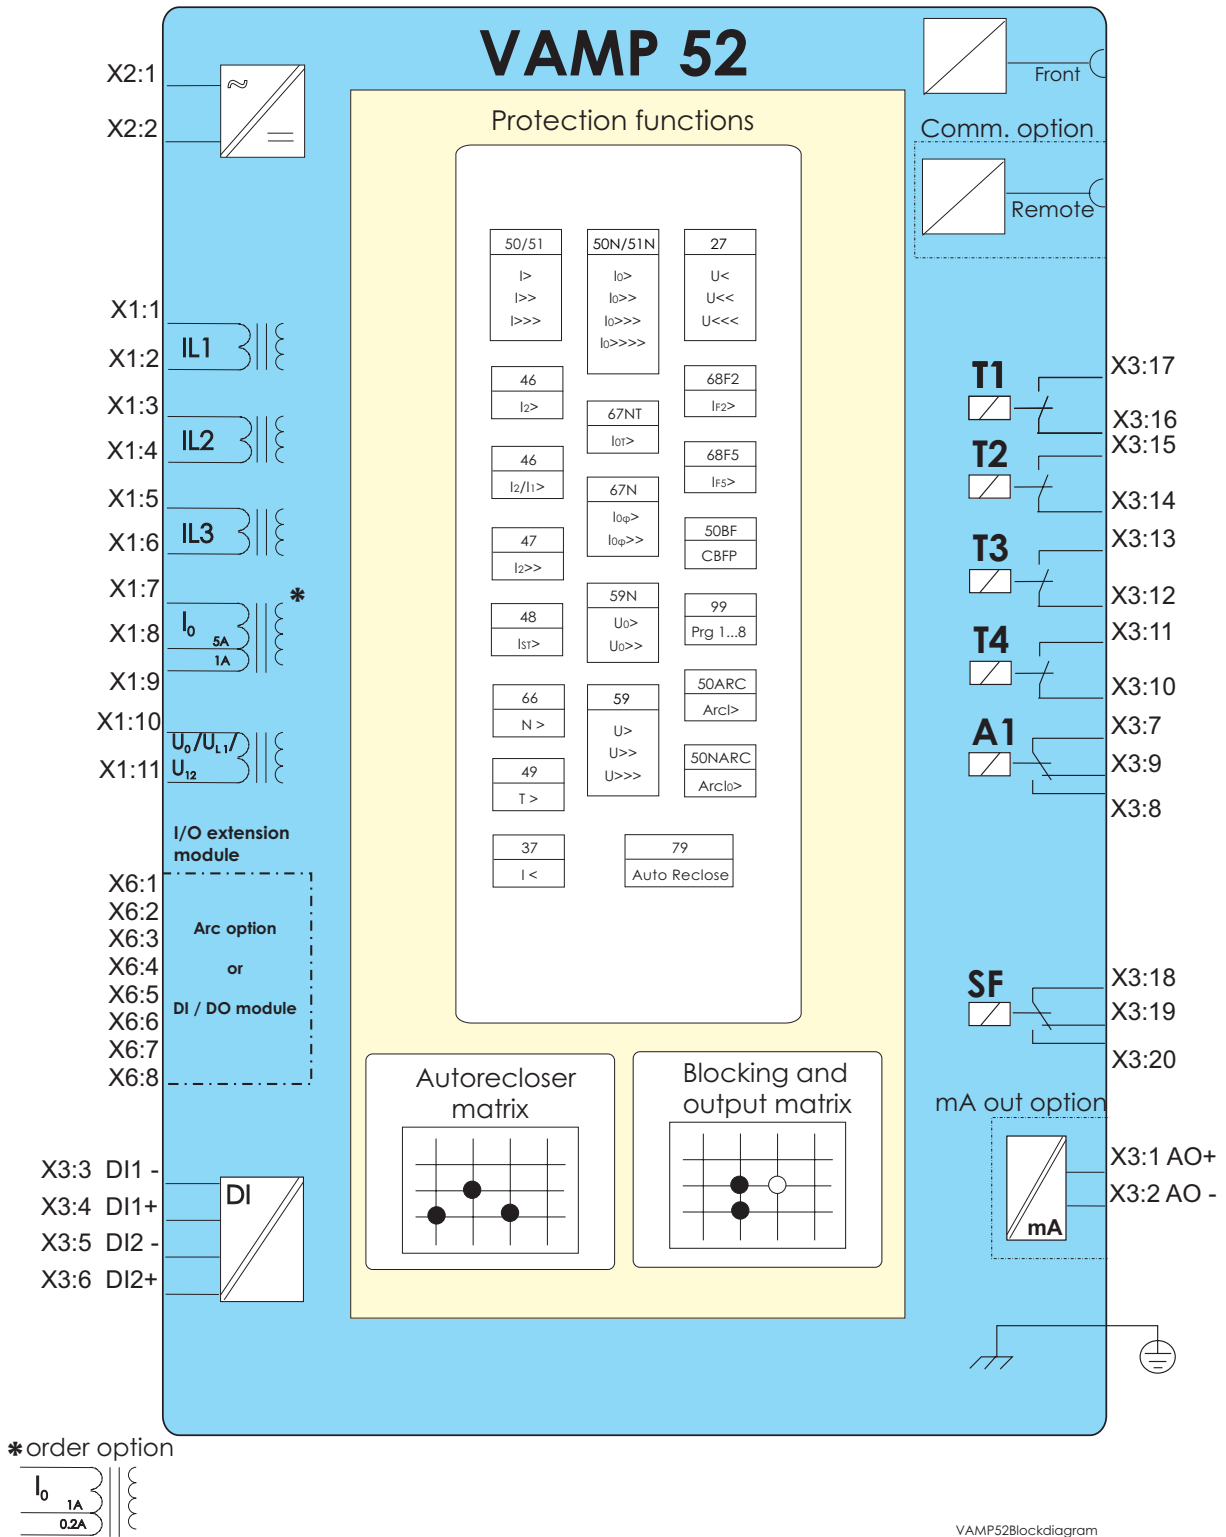 VAMP 52
X2:1
X2:2
~
Front
Comm. option
Remote
Protection functions
50/51
I>
I>>
I>>>
50N/51N
I0>
I0>>
I0>>>
I0>>>>
27
U<
U<<
U<<<
46
I2>
67NT
I0T>
68F2
IF2>
46
I2/I1>
67N
I0φ>
I0φ>>
68F5
IF5>
47
I2>>
50BF
CBFP
48
IST>
59N
U0>
U0>>
99
Prg 1...8
66
N >
59
U>
U>>
U>>>
50ARC
ArcI>
49
T >
50NARC
ArcI0>
37
I <
79
Auto Reclose
X1:1
IL1
X1:2
X1:3
IL2
X1:4
X1:5
IL3
X1:6
X1:7
*
X1:8
I0
5A
1A
X1:9
X1:10
U0/UL1/
U12
X1:11
I/O extension
module
X6:1
X6:2
X6:3
X6:4
X6:5
X6:6
X6:7
X6:8
Arc option
or
DI / DO module
X3:3 DI1 -
X3:4 DI1+
X3:5 DI2 -
X3:6 DI2+
DI
T1
X3:17
X3:16
T2
X3:15
X3:14
T3
X3:13
X3:12
T4
X3:11
X3:10
A1
X3:7
X3:9
X3:8
SF
X3:18
X3:19
X3:20
mA out option
X3:1 AO+
X3:2 AO -
mA
Autorecloser
matrix
Blocking and
output matrix
*order option
I0
1A
0.2A
VAMP52Blockdiagram